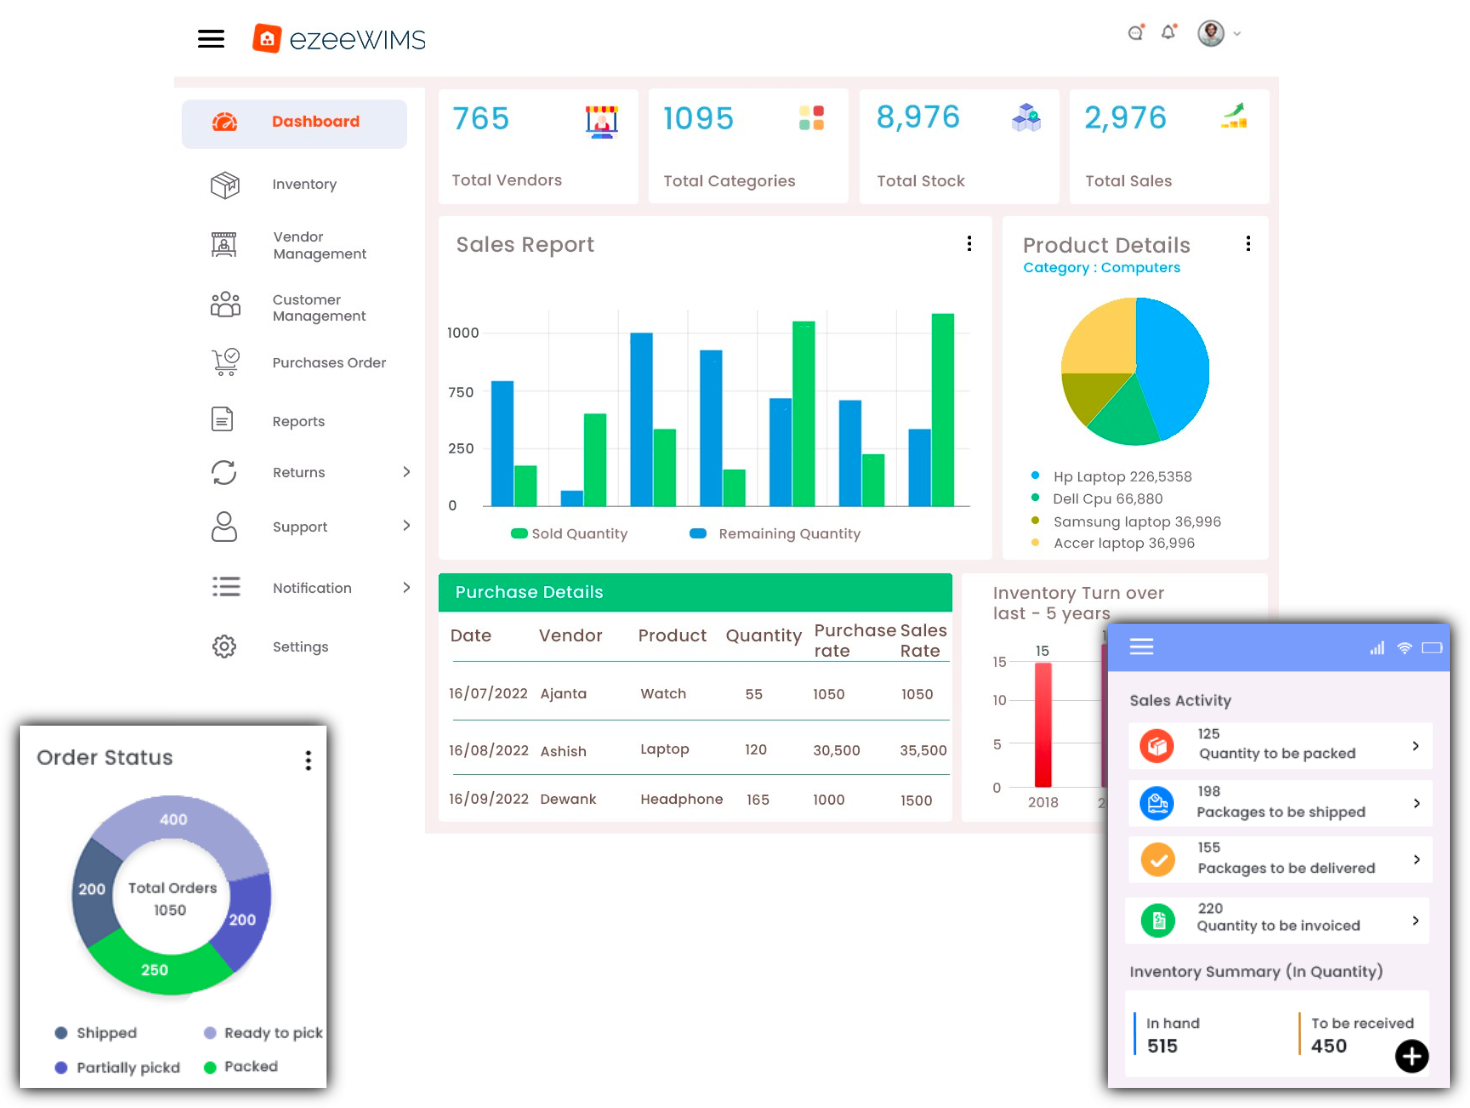 ezeeWIMS
Dashboard
Inventory
Vendor
Management
Customer
Management
Purchases Order
Reports
Returns
Support
Notification
Settings
765
Total Vendors
1095
Total Categories
8,976
Total Stock
2,976
Total Sales
Sales Report
1000
750
250
0
Sold Quantity
Remaining Quantity
Product Details
Category : Computers
Hp Laptop 226,5358
Dell Cpu 66,880
Samsung laptop 36,996
Accer laptop 36,996
Purchase Details
Date Vendor Product Quantity Purchase rate Sales Rate
16/07/2022 Ajanta Watch 55 1050 1050
16/08/2022 Ashish Laptop 120 30,500 35,500
16/09/2022 Dewank Headphone 165 1000 1500
Inventory Turn over
last - 5 years
15
15
10
5
0
2018
Order Status
400
200
200
250
Total Orders
1050
Shipped
Ready to pick
Partially pickd
Packed
Sales Activity
125
Quantity to be packed
198
Packages to be shipped
155
Packages to be delivered
220
Quantity to be invoiced
Inventory Summary (In Quantity)
In hand
515
To be received
450